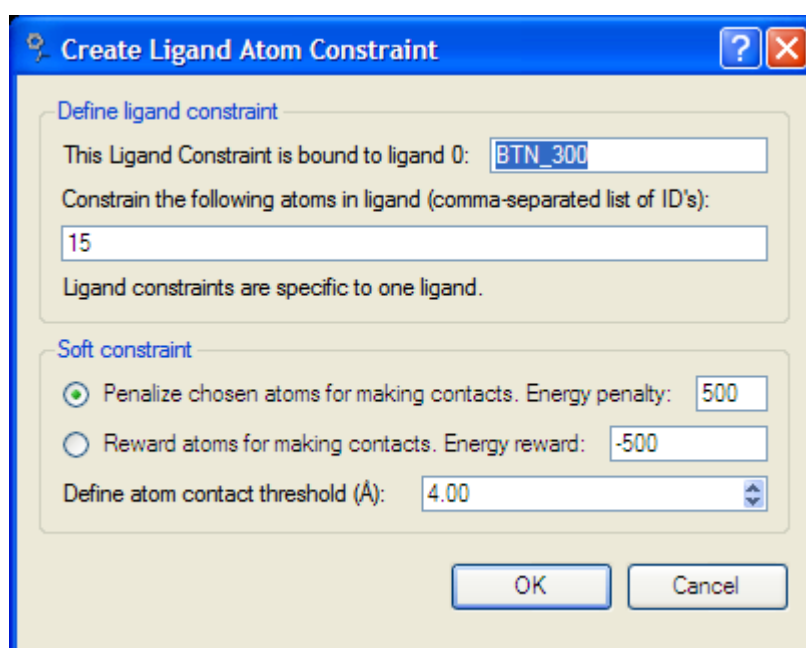 Create Ligand Atom Constraint
?
Define ligand constraint
This Ligand Constraint is bound to ligand 0: BTN_300
Constrain the following atoms in ligand (comma-separated list of ID's):
15
Ligand constraints are specific to one ligand.
Soft constraint
Penalize chosen atoms for making contacts. Energy penalty: 500
Reward atoms for making contacts. Energy reward: -500
Define atom contact threshold (Å): 4.00
OK Cancel